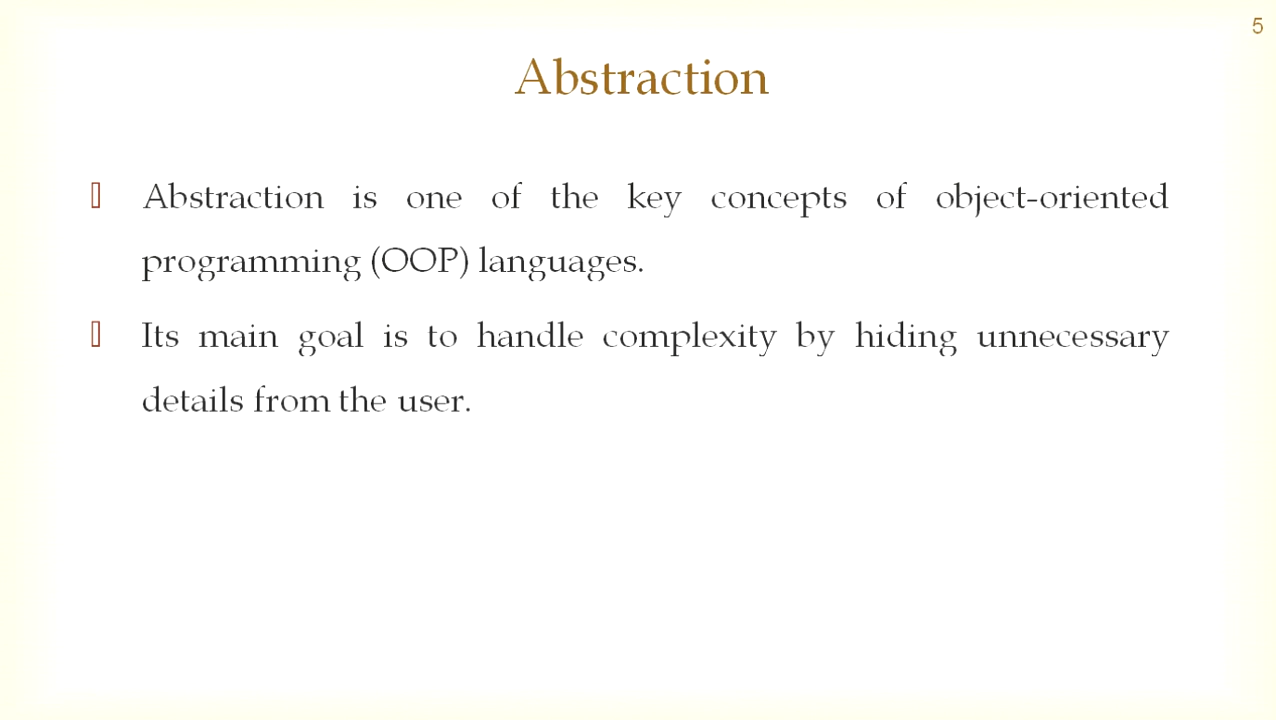 5
Abstraction
Abstraction is one of the key concepts of object-oriented
programming (OOP) languages.
Its main goal is to handle complexity by hiding unnecessary
details from the user.